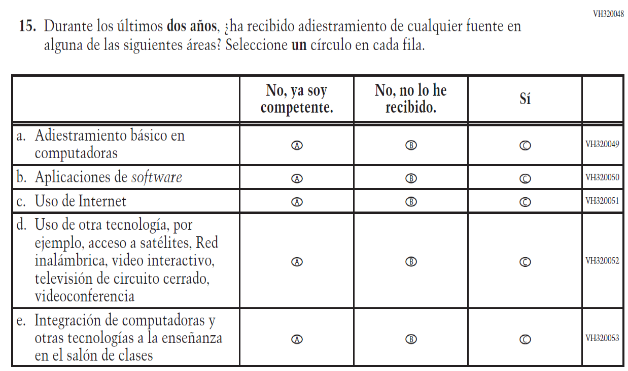 VH320048
15. Durante los últimos dos años, ¿ha recibido adiestramiento de cualquier fuente en
alguna de las siguientes áreas? Seleccione un círculo en cada fila.
No, ya soy
competente.
No, no lo he
recibido.
Sí
a. Adiestramiento básico en
computadoras
A B C VH320049
b. Aplicaciones de software A B C VH320050
c. Uso de Internet A B C VH320051
d. Uso de otra tecnología, por
ejemplo, acceso a satélites, Red
inalámbrica, video interactivo,
televisión de circuito cerrado,
videoconferencia
A B C VH320052
e. Integración de computadoras y
otras tecnologías a la enseñanza
en el salón de clases
A B C VH320053